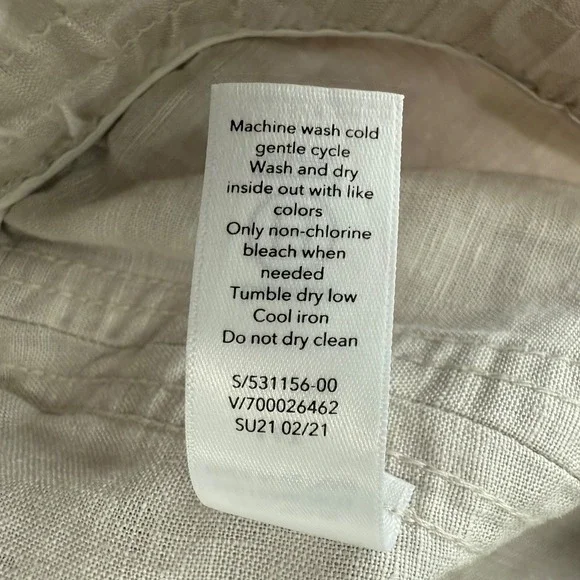 Machine wash cold
gentle cycle
Wash and dry
inside out with like
colors
Only non-chlorine
bleach when
needed
Tumble dry low
Cool iron
Do not dry clean
S/531156-00
V/700026462
SU21 02/21